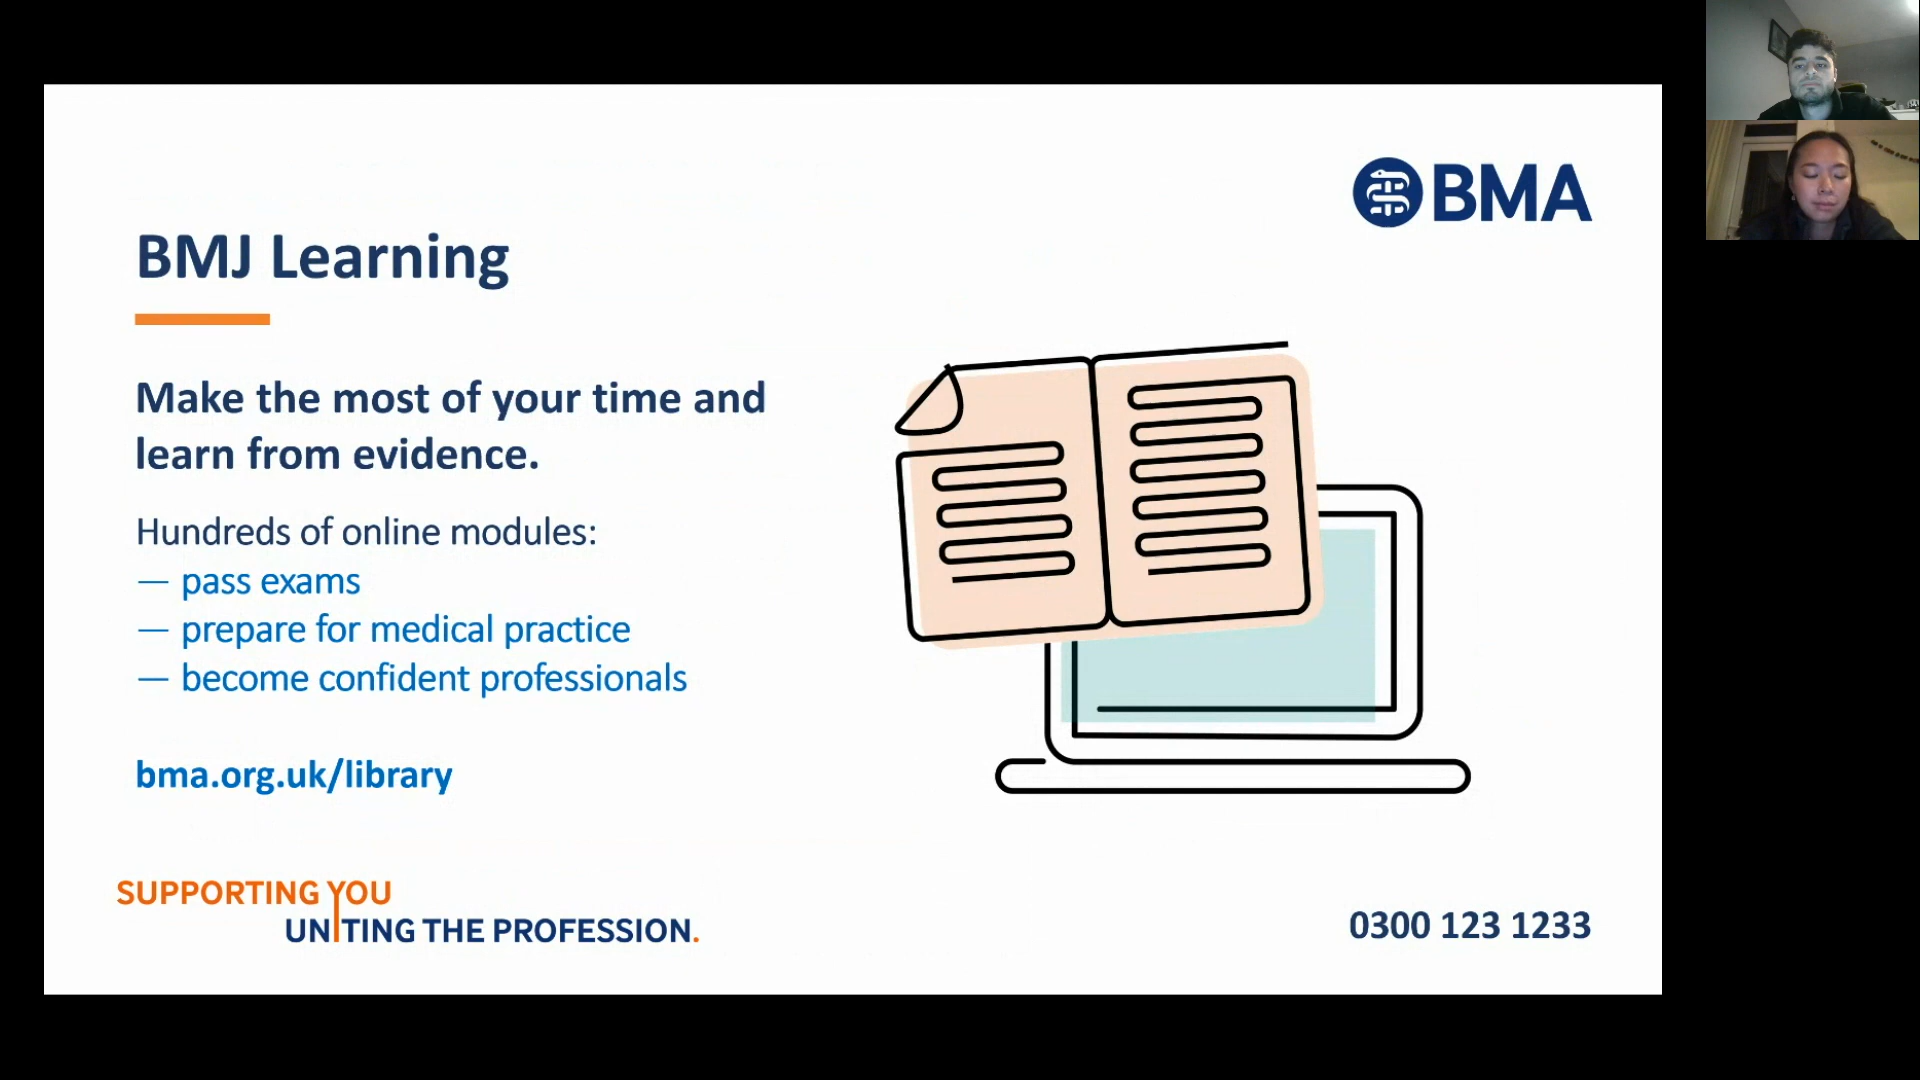 BMA
BMJ Learning
Make the most of your time and
learn from evidence.
Hundreds of online modules:
— pass exams
— prepare for medical practice
— become confident professionals
bma.org.uk/library
SUPPORTING YOU
UNITING THE PROFESSION.
0300 123 1233